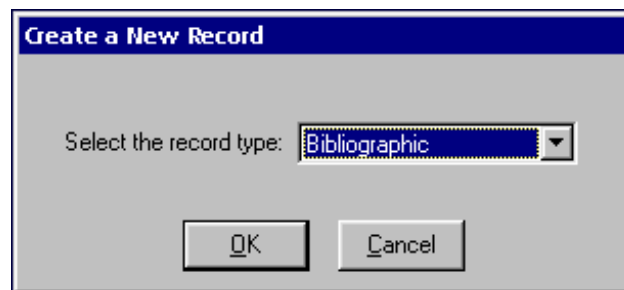 Create a New Record
Select the record type: Bibliographic
OK Cancel